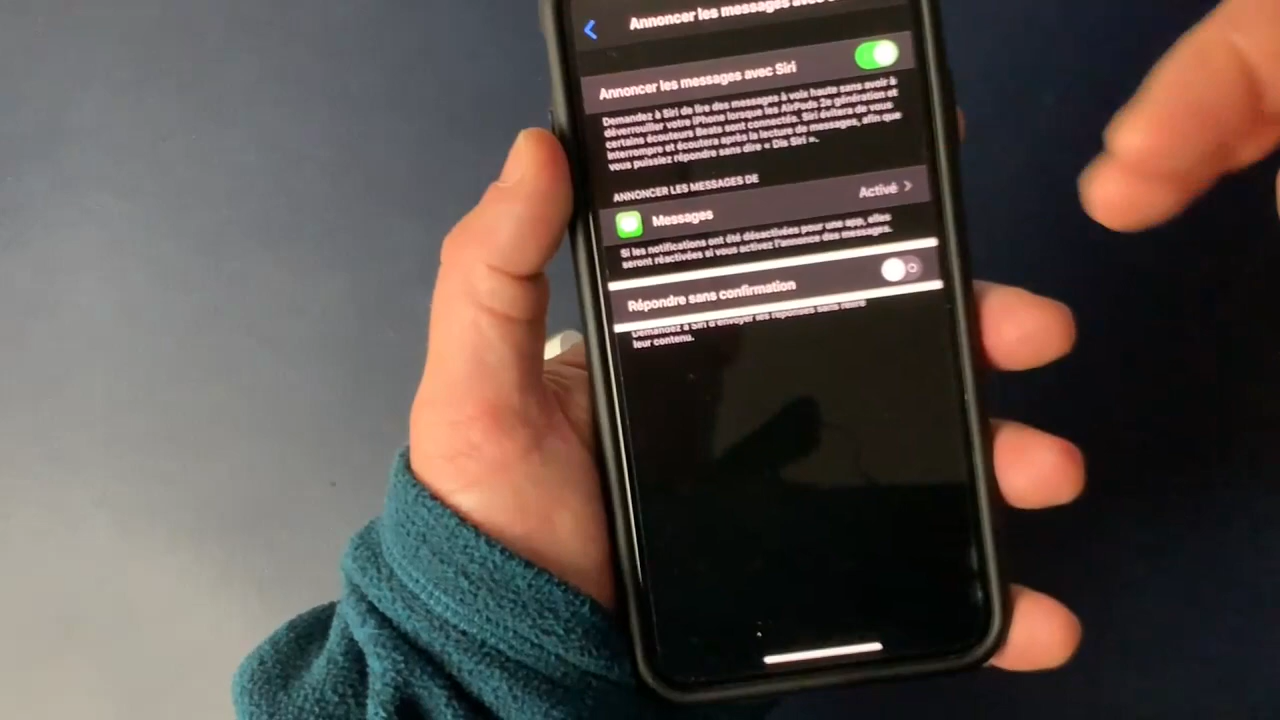 Annoncer les messages avec
Annoncer les messages avec Siri
Demandez à Siri de lire des messages à voix haute sans avoir à
déverrouiller votre iPhone lorsque les AirPods 2e génération et
certains écouteurs Beats sont connectés. Siri évitera de vous
interrompre et écoutera après la lecture de messages, afin que
vous puissiez répondre sans dire « Dis Siri ».
ANNONCER LES MESSAGES DE
Messages Activé
Si les notifications ont été désactivées pour une app, elles
seront réactivées si vous activez l'annonce des messages.
Répondre sans confirmation
Demandez à Siri d'envoyer les réponses sans relire
leur contenu.